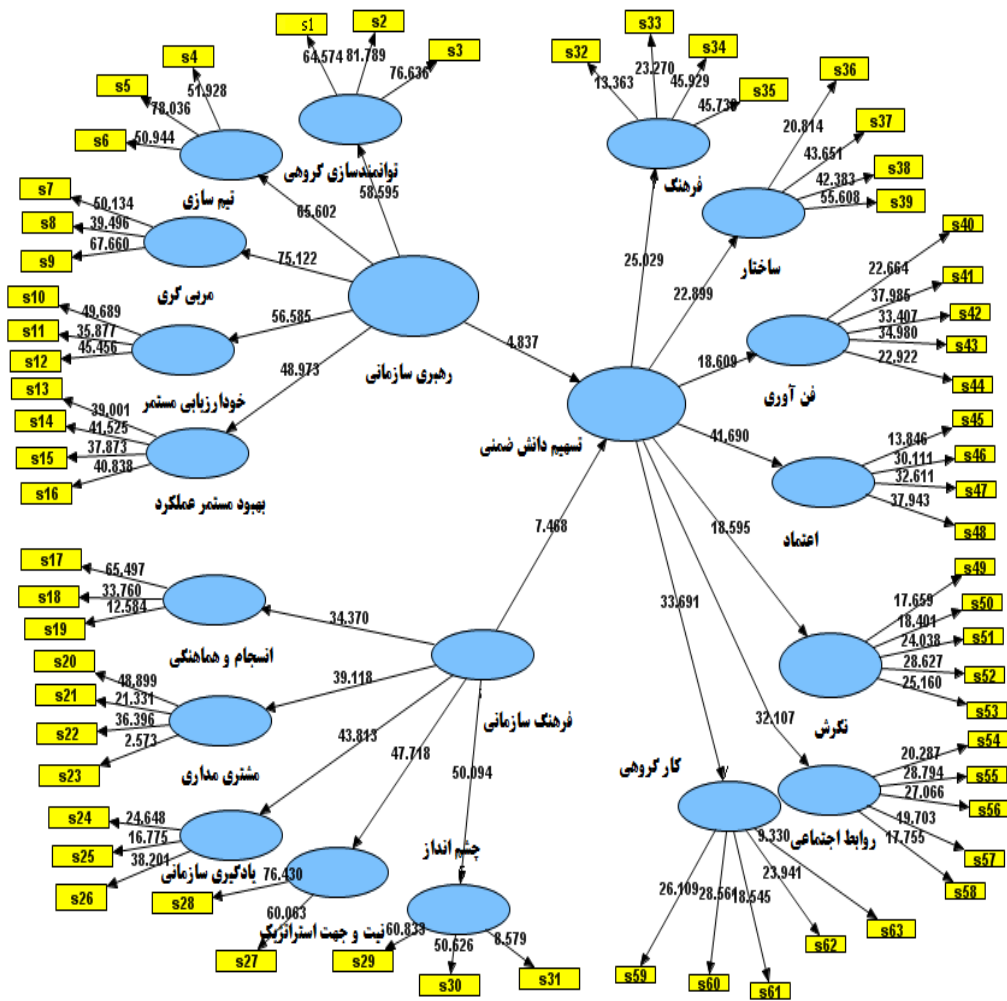 s1
s2
s3
64.574
81.789
76.636
توانمندسازی گروهی
58.595
s4
s5
s6
51.928
78.036
50.944
تیم سازی
65.602
s7
s8
s9
50.134
39.496
67.660
مربی گری
75.122
s10
s11
s12
49.689
35.877
45.456
خودارزیابی مستمر
56.585
s13
s14
s15
s16
39.001
41.525
37.873
40.838
بهبود مستمر عملکرد
48.973
رهبری سازمانی
4.837
s17
s18
s19
65.497
33.760
12.584
انسجام و هماهنگی
34.370
s20
s21
s22
s23
48.899
21.331
36.396
2.573
مشتری مداری
39.118
s24
s25
s26
24.648
16.775
38.201
یادگیری سازمانی
43.813
s28
s27
76.430
60.063
نیت و جهت استراتژیک
47.718
s29
s30
s31
60.833
50.626
8.579
چشم انداز
50.094
فرهنگ سازمانی
7.468
تسهیم دانش ضمنی
s32
s33
s34
s35
13.363
23.270
45.929
فرهنگ
25.029
s36
s37
s38
s39
20.814
43.651
42.383
55.608
ساختار
22.899
s40
s41
s42
s43
s44
22.664
37.985
33.407
34.980
22.922
فن آوری
18.609
s45
s46
s47
s48
13.846
30.111
32.611
37.943
اعتماد
41.690
s49
s50
s51
s52
s53
17.659
18.401
24.038
28.627
25.160
نگرش
18.595
s54
s55
s56
s57
s58
20.287
28.794
27.066
17.755
روابط اجتماعی
32.107
s59
s60
s61
s62
s63
26.109
28.561
18.545
23.941
9.330
کار گروهی
33.691